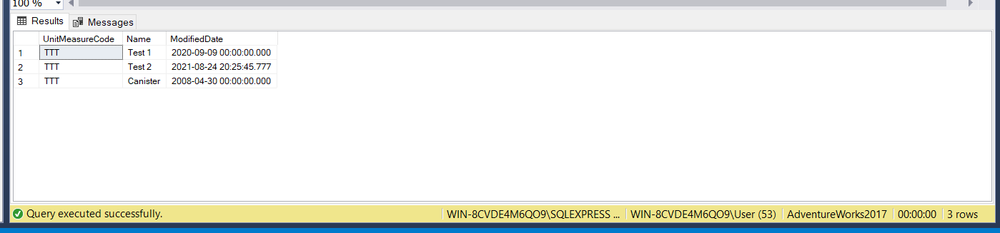 100 %
Results Messages
UnitMeasureCode Name ModifiedDate
1 TTT Test 1 2020-09-09 00:00:00.000
2 TTT Test 2 2021-08-24 20:25:45.777
3 TTT Canister 2008-04-30 00:00:00.000
Query executed successfully. WIN-8CVDE4M6QO9\SQLEXPRESS ... WIN-8CVDE4M6QO9\User (53) AdventureWorks2017 00:00:00 3 rows